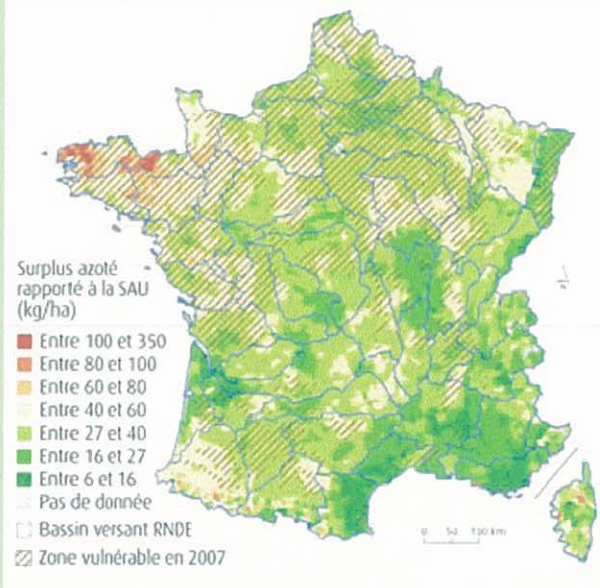 Surplus azoté
rapporté à la SAU
(kg/ha)
Entre 100 et 350
Entre 80 et 100
Entre 60 et 80
Entre 40 et 60
Entre 27 et 40
Entre 16 et 27
Entre 6 et 16
Pas de donnée
Bassin versant RNDE
Zone vulnérable en 2007
0 50 100 km